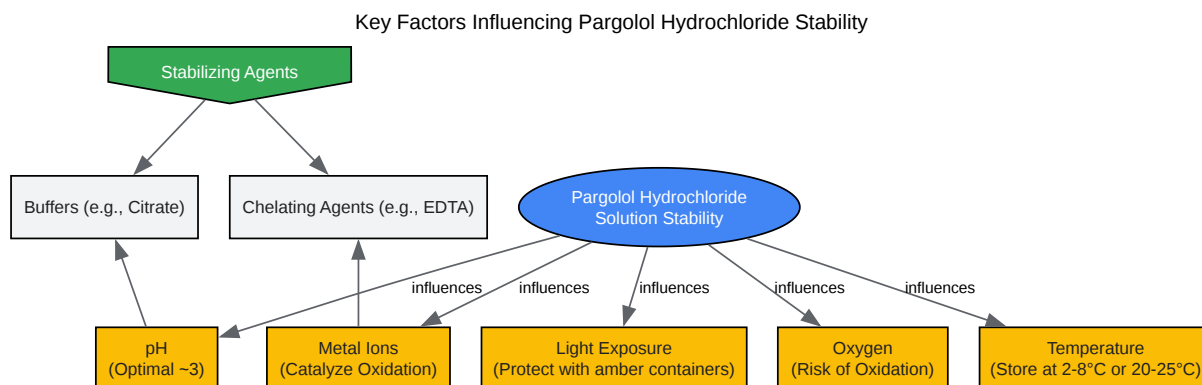 Key Factors Influencing Pargolol Hydrochloride Stability
Stabilizing Agents
Buffers (e.g., Citrate)
Chelating Agents (e.g., EDTA)
Pargolol Hydrochloride
Solution Stability
influences
influences
influences
influences
influences
pH
(Optimal ~3)
Metal Ions
(Catalyze Oxidation)
Light Exposure
(Protect with amber containers)
Oxygen
(Risk of Oxidation)
Temperature
(Store at 2-8°C or 20-25°C)